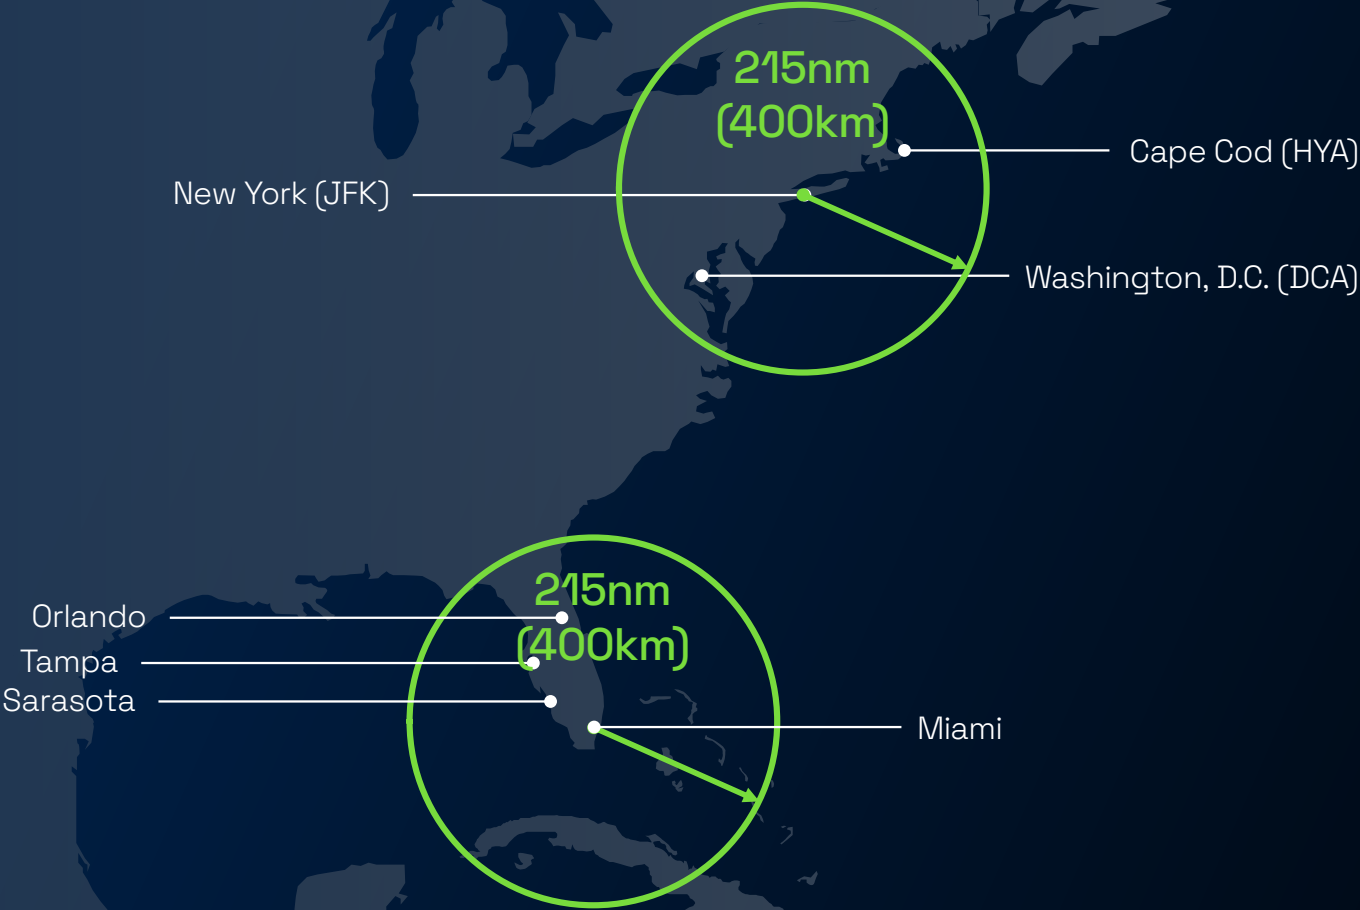 215nm
(400km)
Cape Cod (HYA)
New York (JFK)
Washington, D.C. (DCA)
215nm
(400km)
Orlando
Tampa
Sarasota
Miami